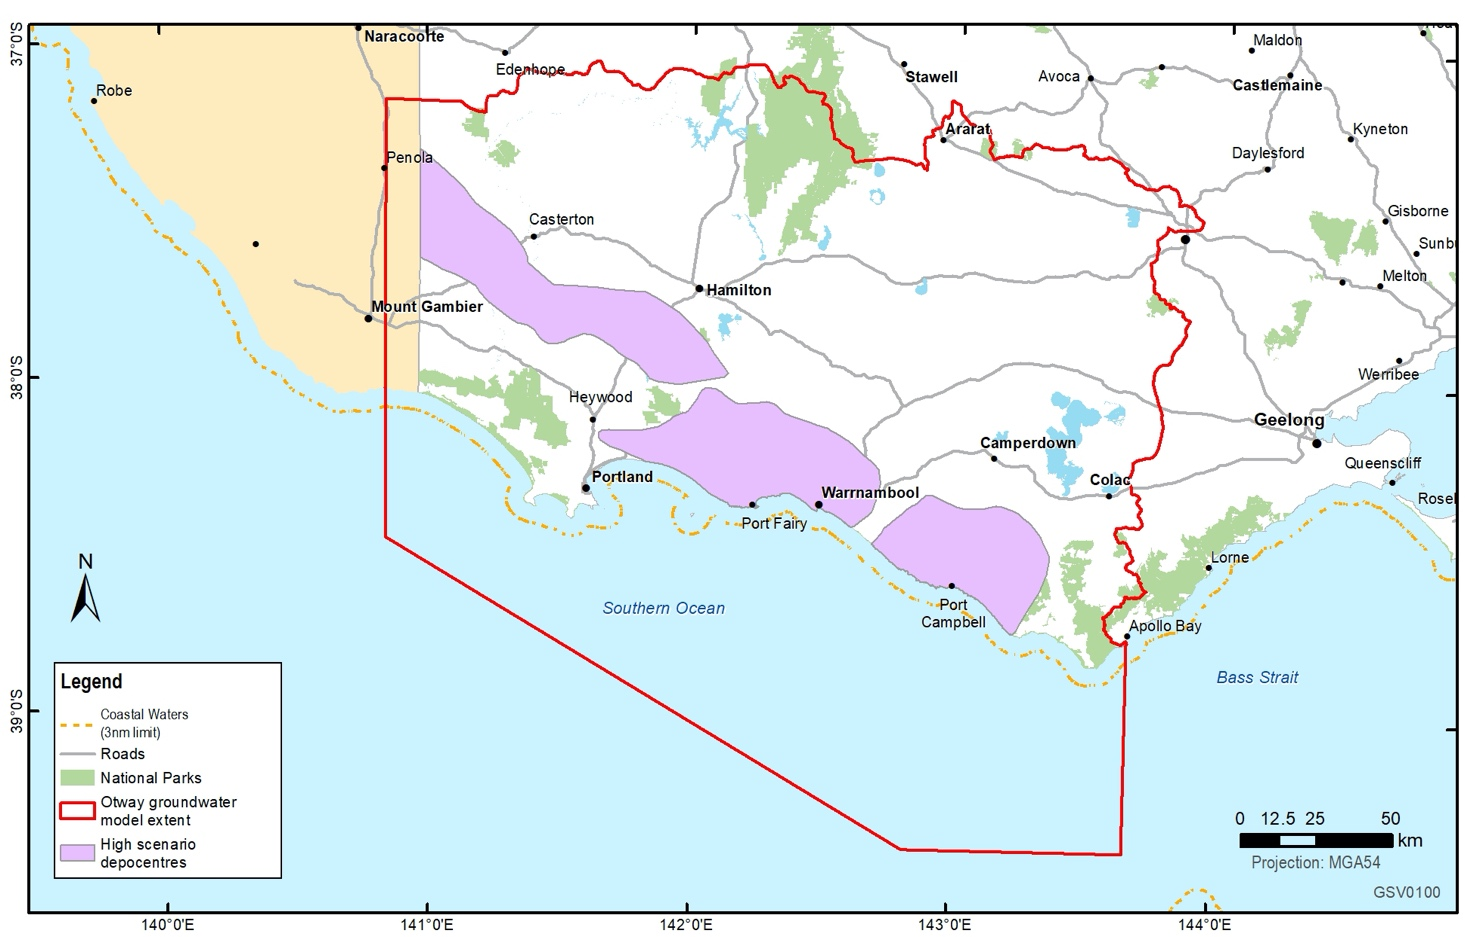 Naracoorte
Edenhope
Robe
Stawell
Avoca
Maldon
Castlemaine
Ararat
Kyneton
Daylesford
Penola
Casterton
Gisborne
Sunb
Melton
Hamilton
Mount Gambier
Werribee
Heywood
Geelong
Camperdown
Queenscliff
Portland
Colac
Warrnambool
Rosel
Port Fairy
Lorne
Port
Campbell
Apollo Bay
Southern Ocean
Bass Strait
N
37°0'S
38°0'S
39°0'S
Legend
Coastal Waters
(3nm limit)
Roads
National Parks
Otway groundwater
model extent
High scenario
depocentres
0 12.5 25 50
km
Projection: MGA54
GSV0100
140°0'E 141°0'E 142°0'E 143°0'E 144°0'E